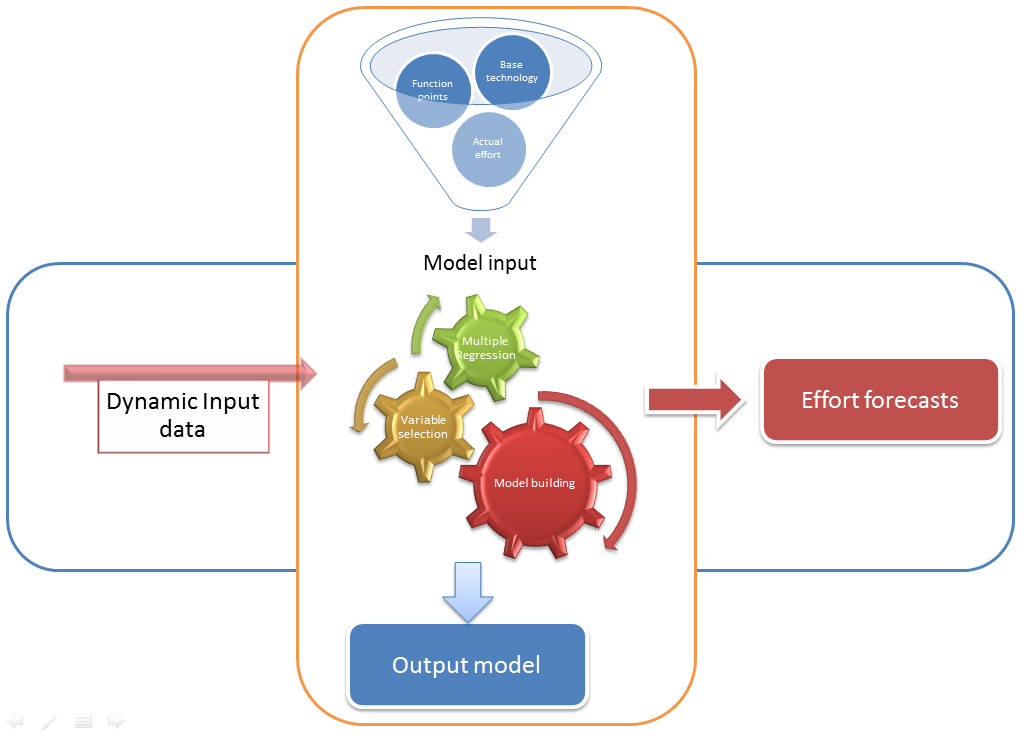 Base
technology
Function
points
Actual
effort
Model input
Multiple
Regression
Dynamic Input
data
Variable
selection
Effort forecasts
Model building
Output model